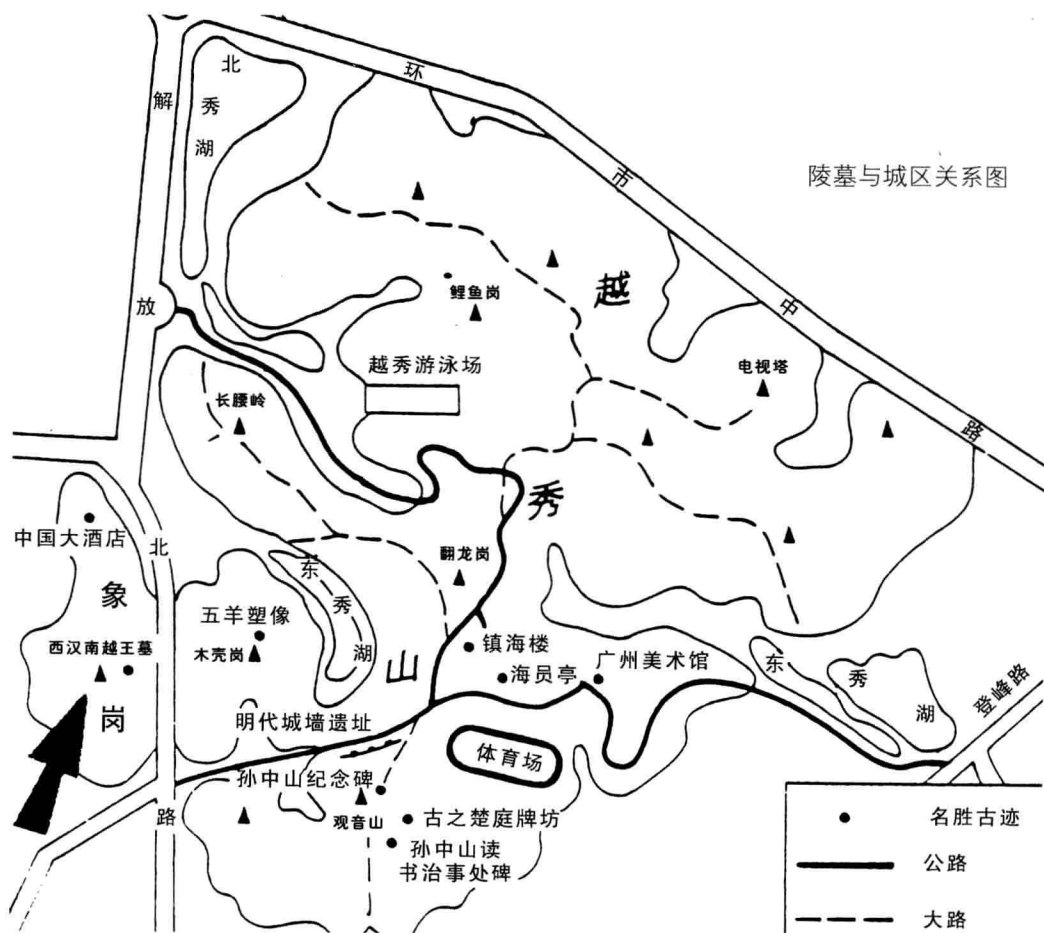 陵墓与城区关系图
环
市
中
路
解
放
北
路
北
秀
湖
越
秀
山
鲤鱼岗
越秀游泳场
电视塔
长腰岭
中国大酒店
象
岗
西汉南越王墓
五羊塑像
木壳岗
东
秀
湖
翻龙岗
镇海楼
海员亭
广州美术馆
明代城墙遗址
体育场
东
秀
湖
登峰路
孙中山纪念碑
观音山
古之楚庭牌坊
孙中山读
书治事处碑
名胜古迹
公路
大路